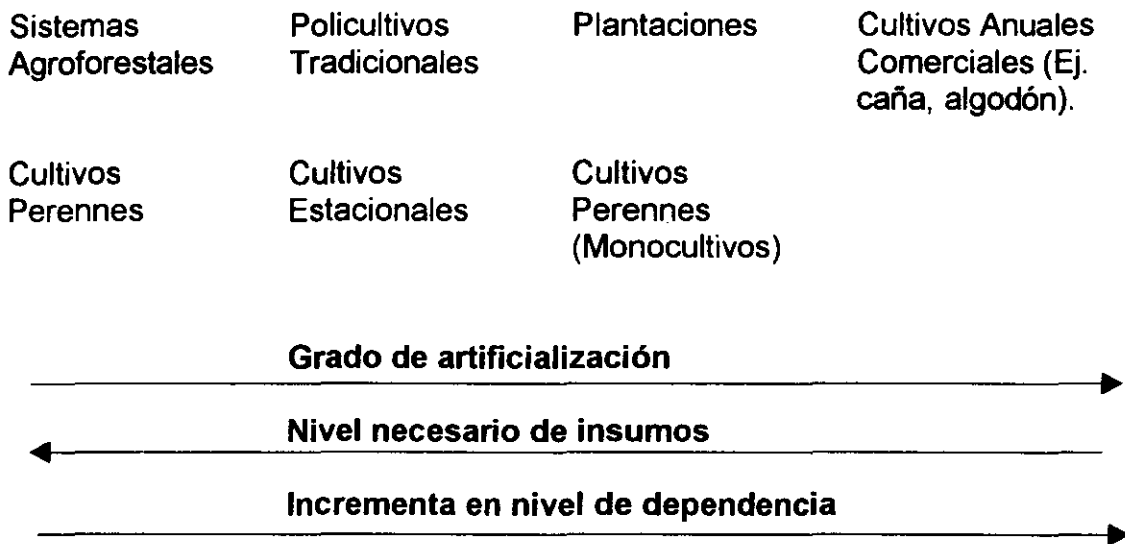 Sistemas
Agroforestales
Policultivos
Tradicionales
Plantaciones
Cultivos Anuales
Comerciales (Ej.
caña, algodón).
Cultivos
Perennes
Cultivos
Estacionales
Cultivos
Perennes
(Monocultivos)
Grado de artificialización
Nivel necesario de insumos
Incrementa en nivel de dependencia